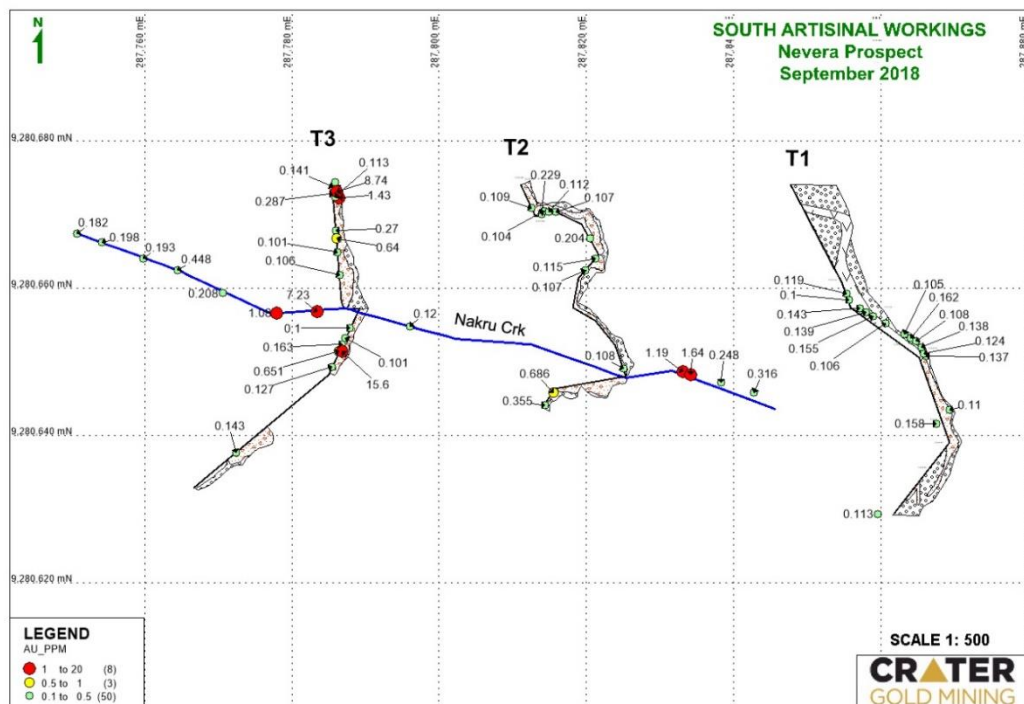 N
1
287,760 mE
287,780 mE
287,800 mE
287,820 mE
287,84
287,880 mE
SOUTH ARTISINAL WORKINGS
Nevera Prospect
September 2018
9,280,680 mN
9,280,660 mN
9,280,640 mN
9,280,620 mN
T3
T2
T1
0.141
0.113
8.74
0.287
1.43
0.27
0.64
0.101
0.106
0.182
0.198
0.193
0.448
0.208
1.08
7.23
0.1
0.163
0.101
0.651
0.127
15.6
0.143
0.12
Nakru Crk
0.229
0.112
0.109
0.107
0.104
0.204
0.115
0.107
0.108
0.686
0.355
1.19
1.64
0.248
0.316
0.119
0.1
0.143
0.139
0.155
0.106
0.105
0.162
0.108
0.138
0.124
0.137
0.11
0.158
0.113
LEGEND
AU_PPM
1 to 20 (8)
0.5 to 1 (3)
0.1 to 0.5 (50)
SCALE 1: 500
CRATER
GOLD MINING